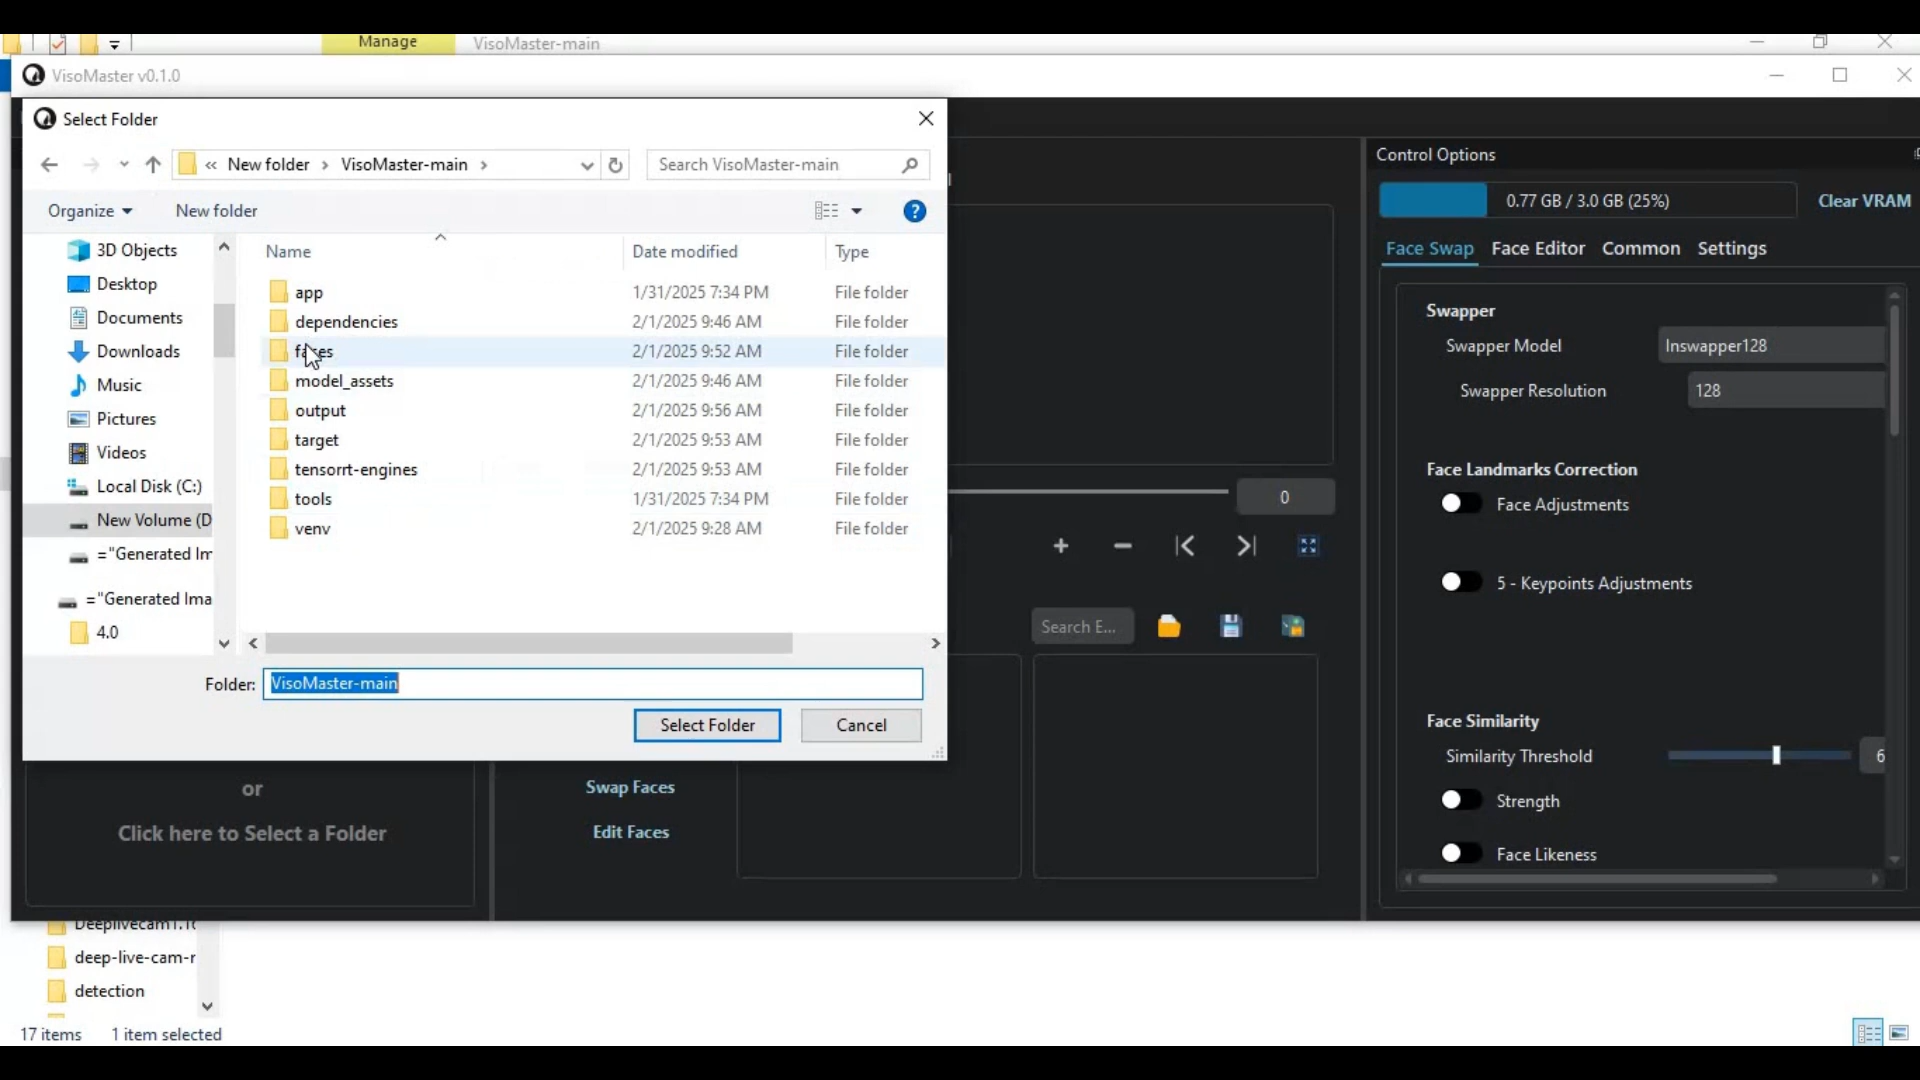 Manage
VisoMaster-main
VisoMaster v0.1.0
Select Folder
« New folder > VisoMaster-main >
Search VisoMaster-main
Organize
New folder
Name
Date modified
Type
3D Objects
Desktop
Documents
Downloads
Music
Pictures
Videos
Local Disk (C:)
New Volume (D
="Generated Im
="Generated Ima
4.0
app 1/31/2025 7:34 PM File folder
dependencies 2/1/2025 9:46 AM File folder
faces 2/1/2025 9:52 AM File folder
model_assets 2/1/2025 9:46 AM File folder
output 2/1/2025 9:56 AM File folder
target 2/1/2025 9:53 AM File folder
tensorrt-engines 2/1/2025 9:53 AM File folder
tools 1/31/2025 7:34 PM File folder
venv 2/1/2025 9:28 AM File folder
Folder: VisoMaster-main
Select Folder
Cancel
or
Click here to Select a Folder
Swap Faces
Edit Faces
0
Search E...
Control Options
0.77 GB / 3.0 GB (25%)
Clear VRAM
Face Swap
Face Editor
Common
Settings
Swapper
Swapper Model Inswapper128
Swapper Resolution 128
Face Landmarks Correction
Face Adjustments
5 - Keypoints Adjustments
Face Similarity
Similarity Threshold 6
Strength
Face Likeness
deep-live-cam-r
detection
17 items
1 item selected